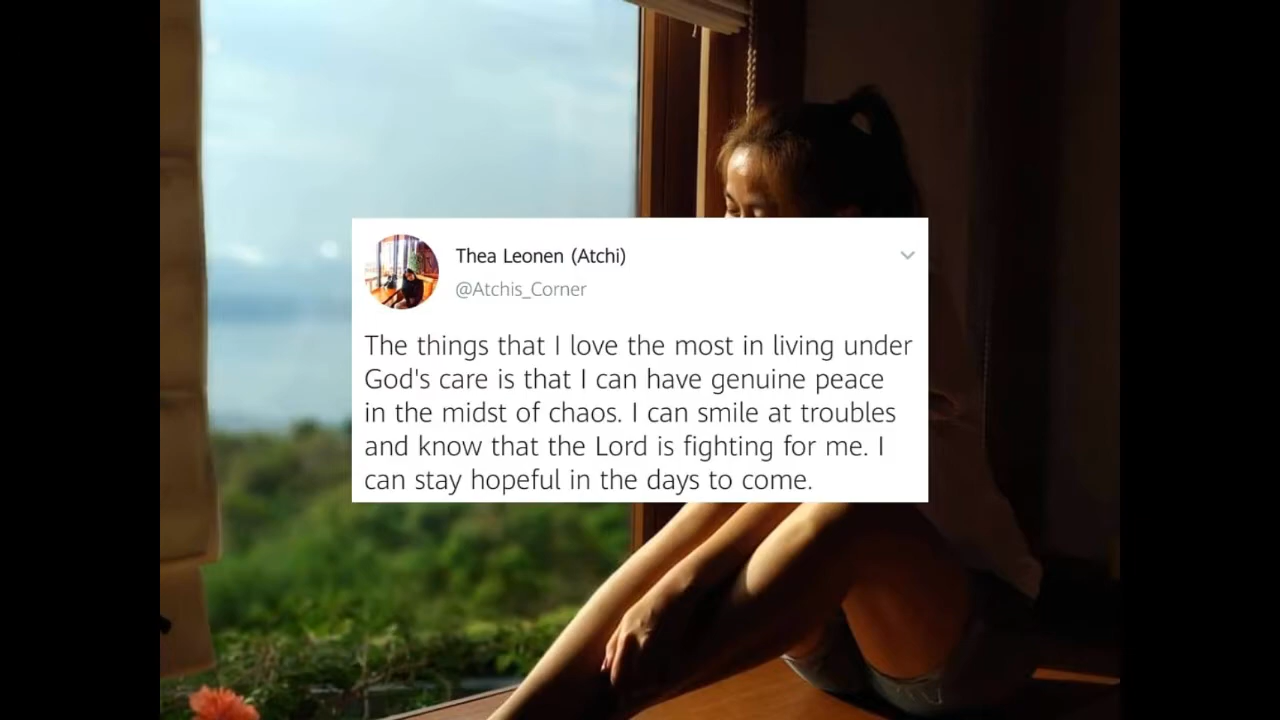 Thea Leonen (Atchi)
@Atchis_Corner
The things that I love the most in living under
God's care is that I can have genuine peace
in the midst of chaos. I can smile at troubles
and know that the Lord is fighting for me. I
can stay hopeful in the days to come.